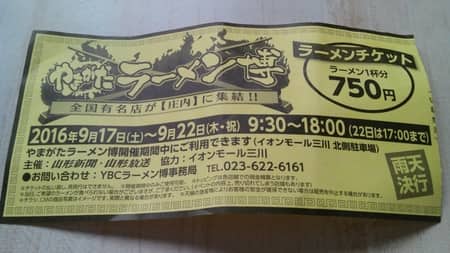 やまがた ラーメン博
全国有名店が【庄内】に集結!!
ラーメンチケット
ラーメン1杯分
750円
2016年9月17日(土)～9月22日(木・祝) 9:30～18:00 (22日は17:00まで)
やまがたラーメン博開催期間中にご利用できます(イオンモール三川 北側駐車場)
主催：山形新聞・山形放送 協力：イオンモール三川
●お問い合わせ：YBCラーメン博事務局 TEL.023-622-6161
雨天決行